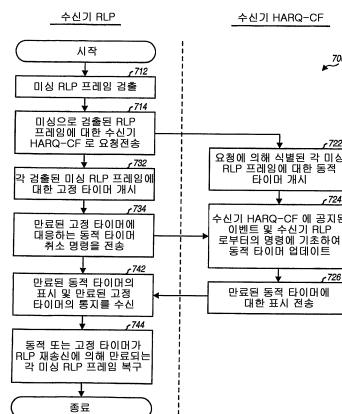 수신기 RLP
수신기 HARQ-CF
시작
712
미싱 RLP 프레임 검출
714
미싱으로 검출된 RLP
프레임에 대한 수신기
HARQ-CF 로 요청전송
732
각 검출된 미싱 RLP 프레임에
대한 고정 타이머 개시
734
만료된 고정 타이머에
대응하는 동적 타이머
취소 명령을 전송
742
만료된 동적 타이머의
표시 및 만료된 고정
타이머의 통지를 수신
744
동적 또는 고정 타이머가
RLP 재송신에 의해 만료되는
각 미싱 RLP 프레임 복구
종료
700
722
요청에 의해 식별된 각 미싱
RLP 프레임에 대한 동적
타이머 개시
724
수신기 HARQ-CF 에 공지된
이벤트 및 수신기 RLP
로부터의 명령에 기초하여
동적 타이머 업데이트
726
만료된 동적 타이머에
대한 표시 전송